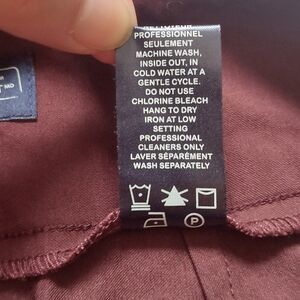 PROFESSIONNEL
SEULEMENT
MACHINE WASH,
INSIDE OUT, IN
COLD WATER AT A
GENTLE CYCLE.
DO NOT USE
CHLORINE BLEACH
HANG TO DRY
IRON AT LOW
SETTING
PROFESSIONAL
CLEANERS ONLY
LAVER SÉPARÉMENT
WASH SEPARATELY
P
MD